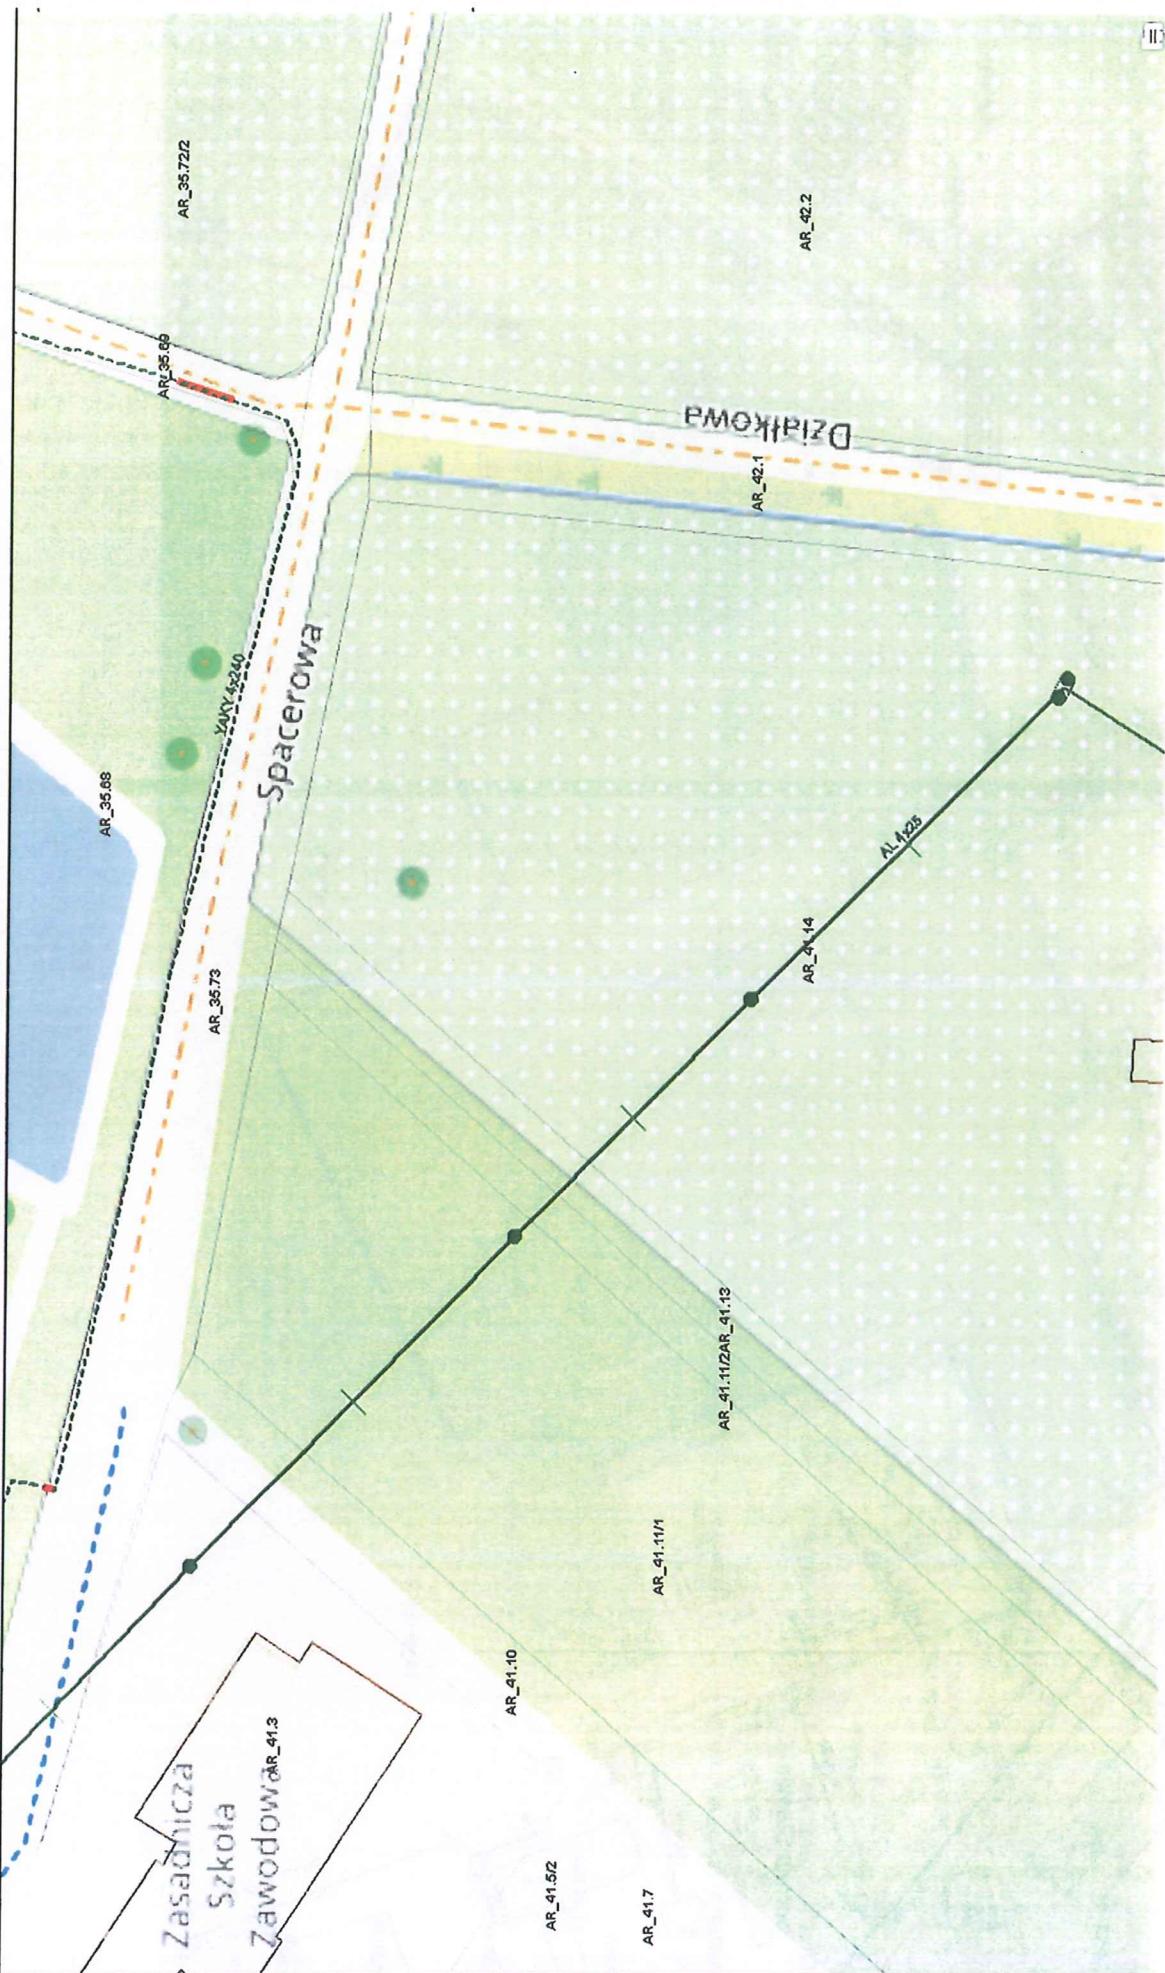 AR_35.72/2
AR_42.2
AR_35.69
Działkowa
AR_42.1
YAKY 4x240
Spacerowa
AR_35.68
AL 4x25
AR_41.14
AR_35.73
AR_41.11/2AR_41.13
AR_41.11/1
AR_41.10
AR_41.3
Zasadnicza
Szkoła
Zawodowa
AR_41.5/2
AR_41.7